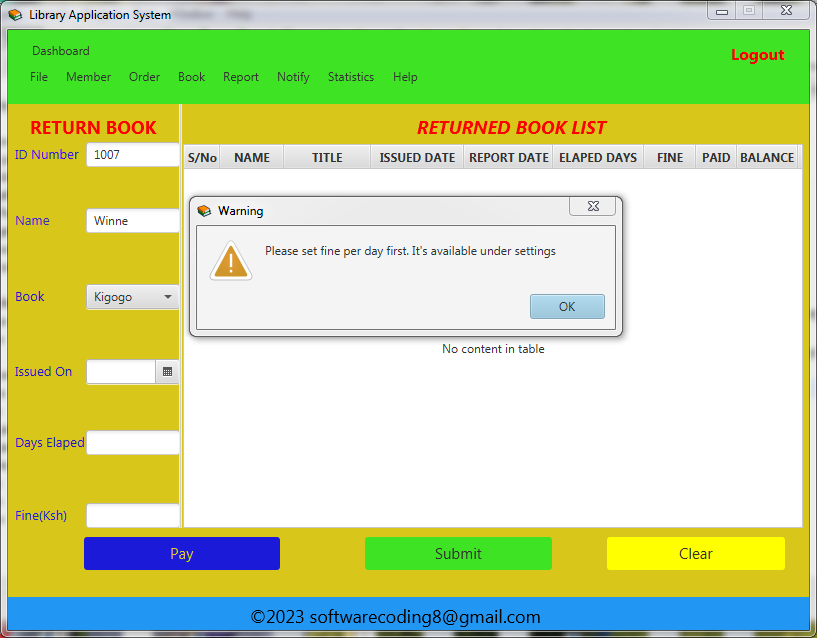 Library Application System
Dashboard
Logout
File Member Order Book Report Notify Statistics Help
RETURN BOOK
RETURNED BOOK LIST
ID Number 1007
S/No NAME TITLE ISSUED DATE REPORT DATE ELAPED DAYS FINE PAID BALANCE
Warning
Name Winne
Please set fine per day first. It's available under settings
Book Kigogo
OK
No content in table
Issued On
Days Elaped
Fine(Ksh)
Pay Submit Clear
©2023 softwarecoding8@gmail.com